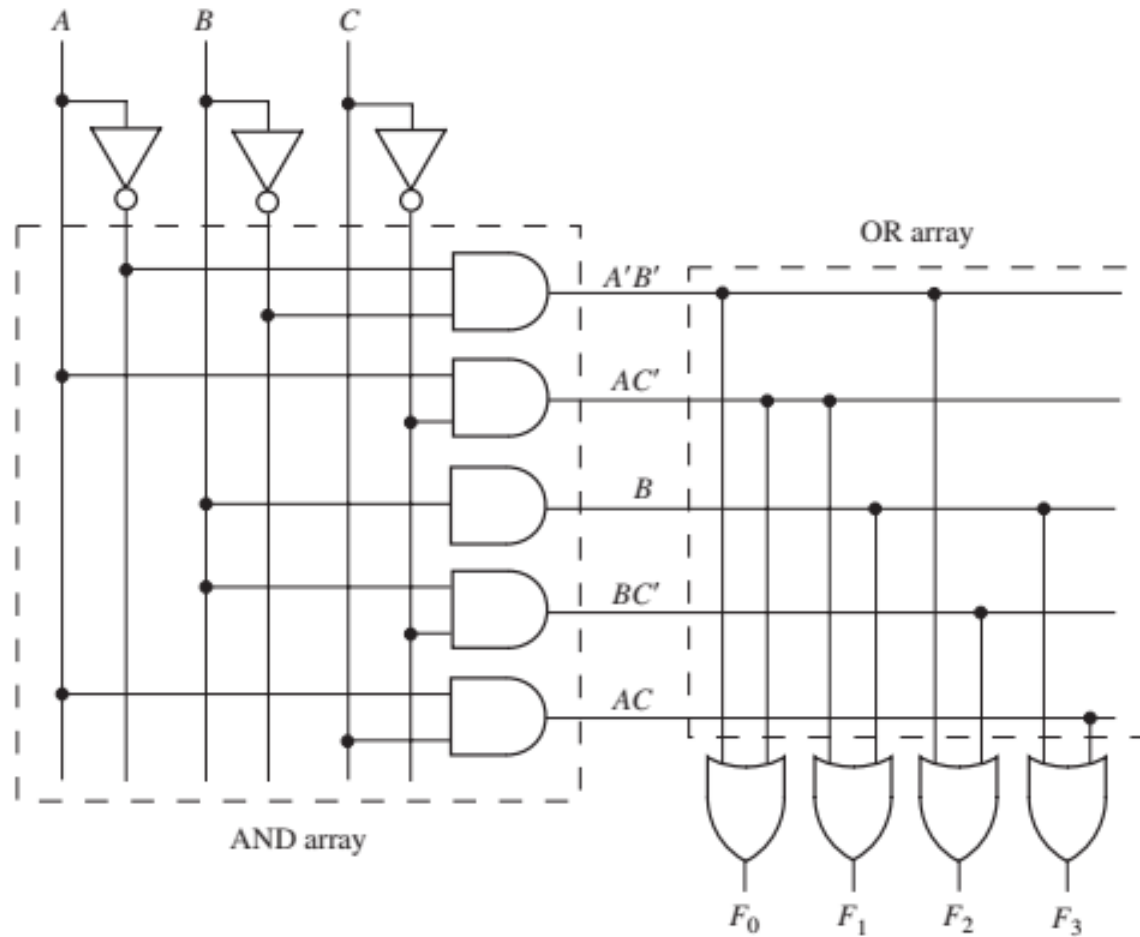 A B C
OR array
A′B′
AC′
B
BC′
AC
AND array
F₀ F₁ F₂ F₃